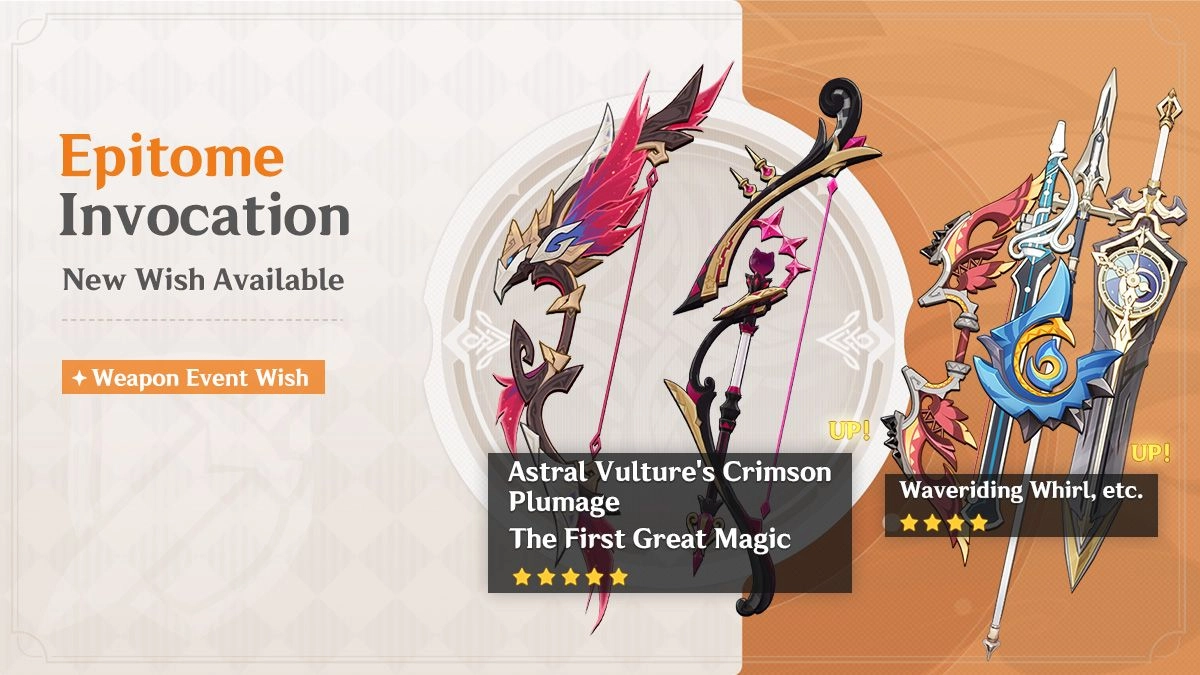 Epitome
Invocation
New Wish Available
Weapon Event Wish
UP!
Astral Vulture's Crimson
Plumage
The First Great Magic
UP!
Waveriding Whirl, etc.